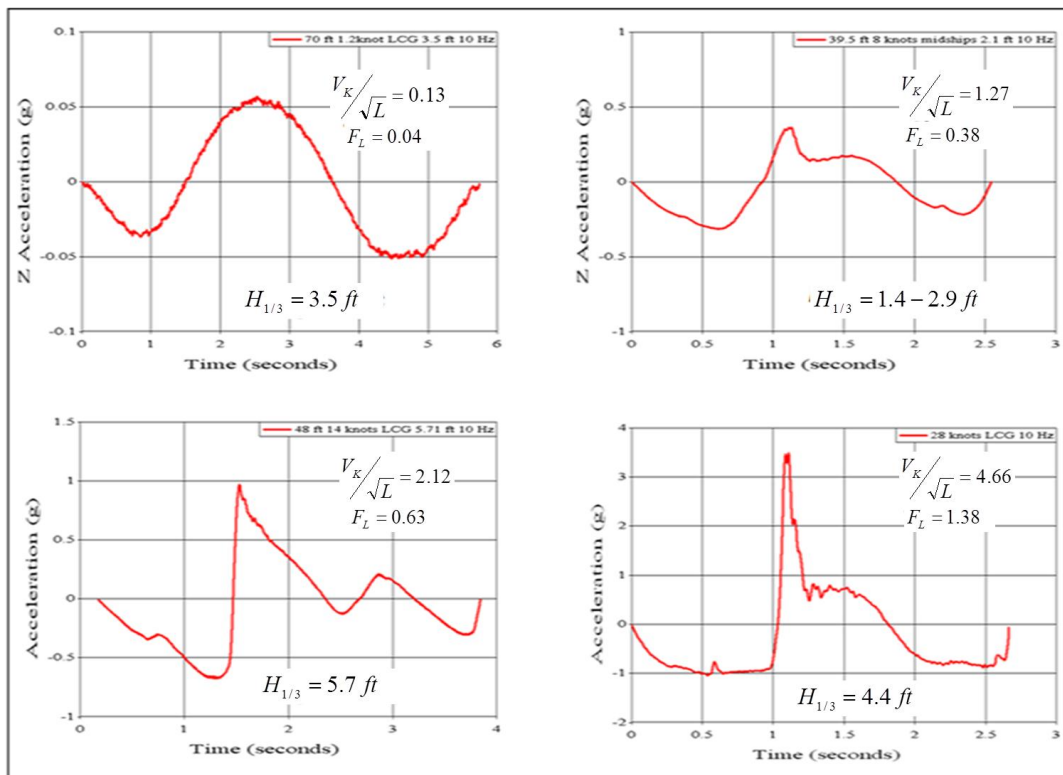 70 ft 1.2knot LCG 3.5 ft 10 Hz
V_K/√L = 0.13
F_L = 0.04
H_{1/3} = 3.5 ft
Z Acceleration (g)
0.1
0.05
0
-0.05
-0.1
0 1 2 3 4 5 6
Time (seconds)
39.5 ft 8 knots midships 2.1 ft 10 Hz
V_K/√L = 1.27
F_L = 0.38
H_{1/3} = 1.4 – 2.9 ft
Z Acceleration (g)
1
0.5
0
-0.5
-1
0 0.5 1 1.5 2 2.5 3
Time (seconds)
48 ft 14 knots LCG 5.71 ft 10 Hz
V_K/√L = 2.12
F_L = 0.63
H_{1/3} = 5.7 ft
Acceleration (g)
1.5
1
0.5
0
-0.5
-1
0 1 2 3 4
Time (seconds)
28 knots LCG 10 Hz
V_K/√L = 4.66
F_L = 1.38
H_{1/3} = 4.4 ft
Acceleration (g)
4
3
2
1
0
-1
-2
0 0.5 1 1.5 2 2.5 3
Time (seconds)